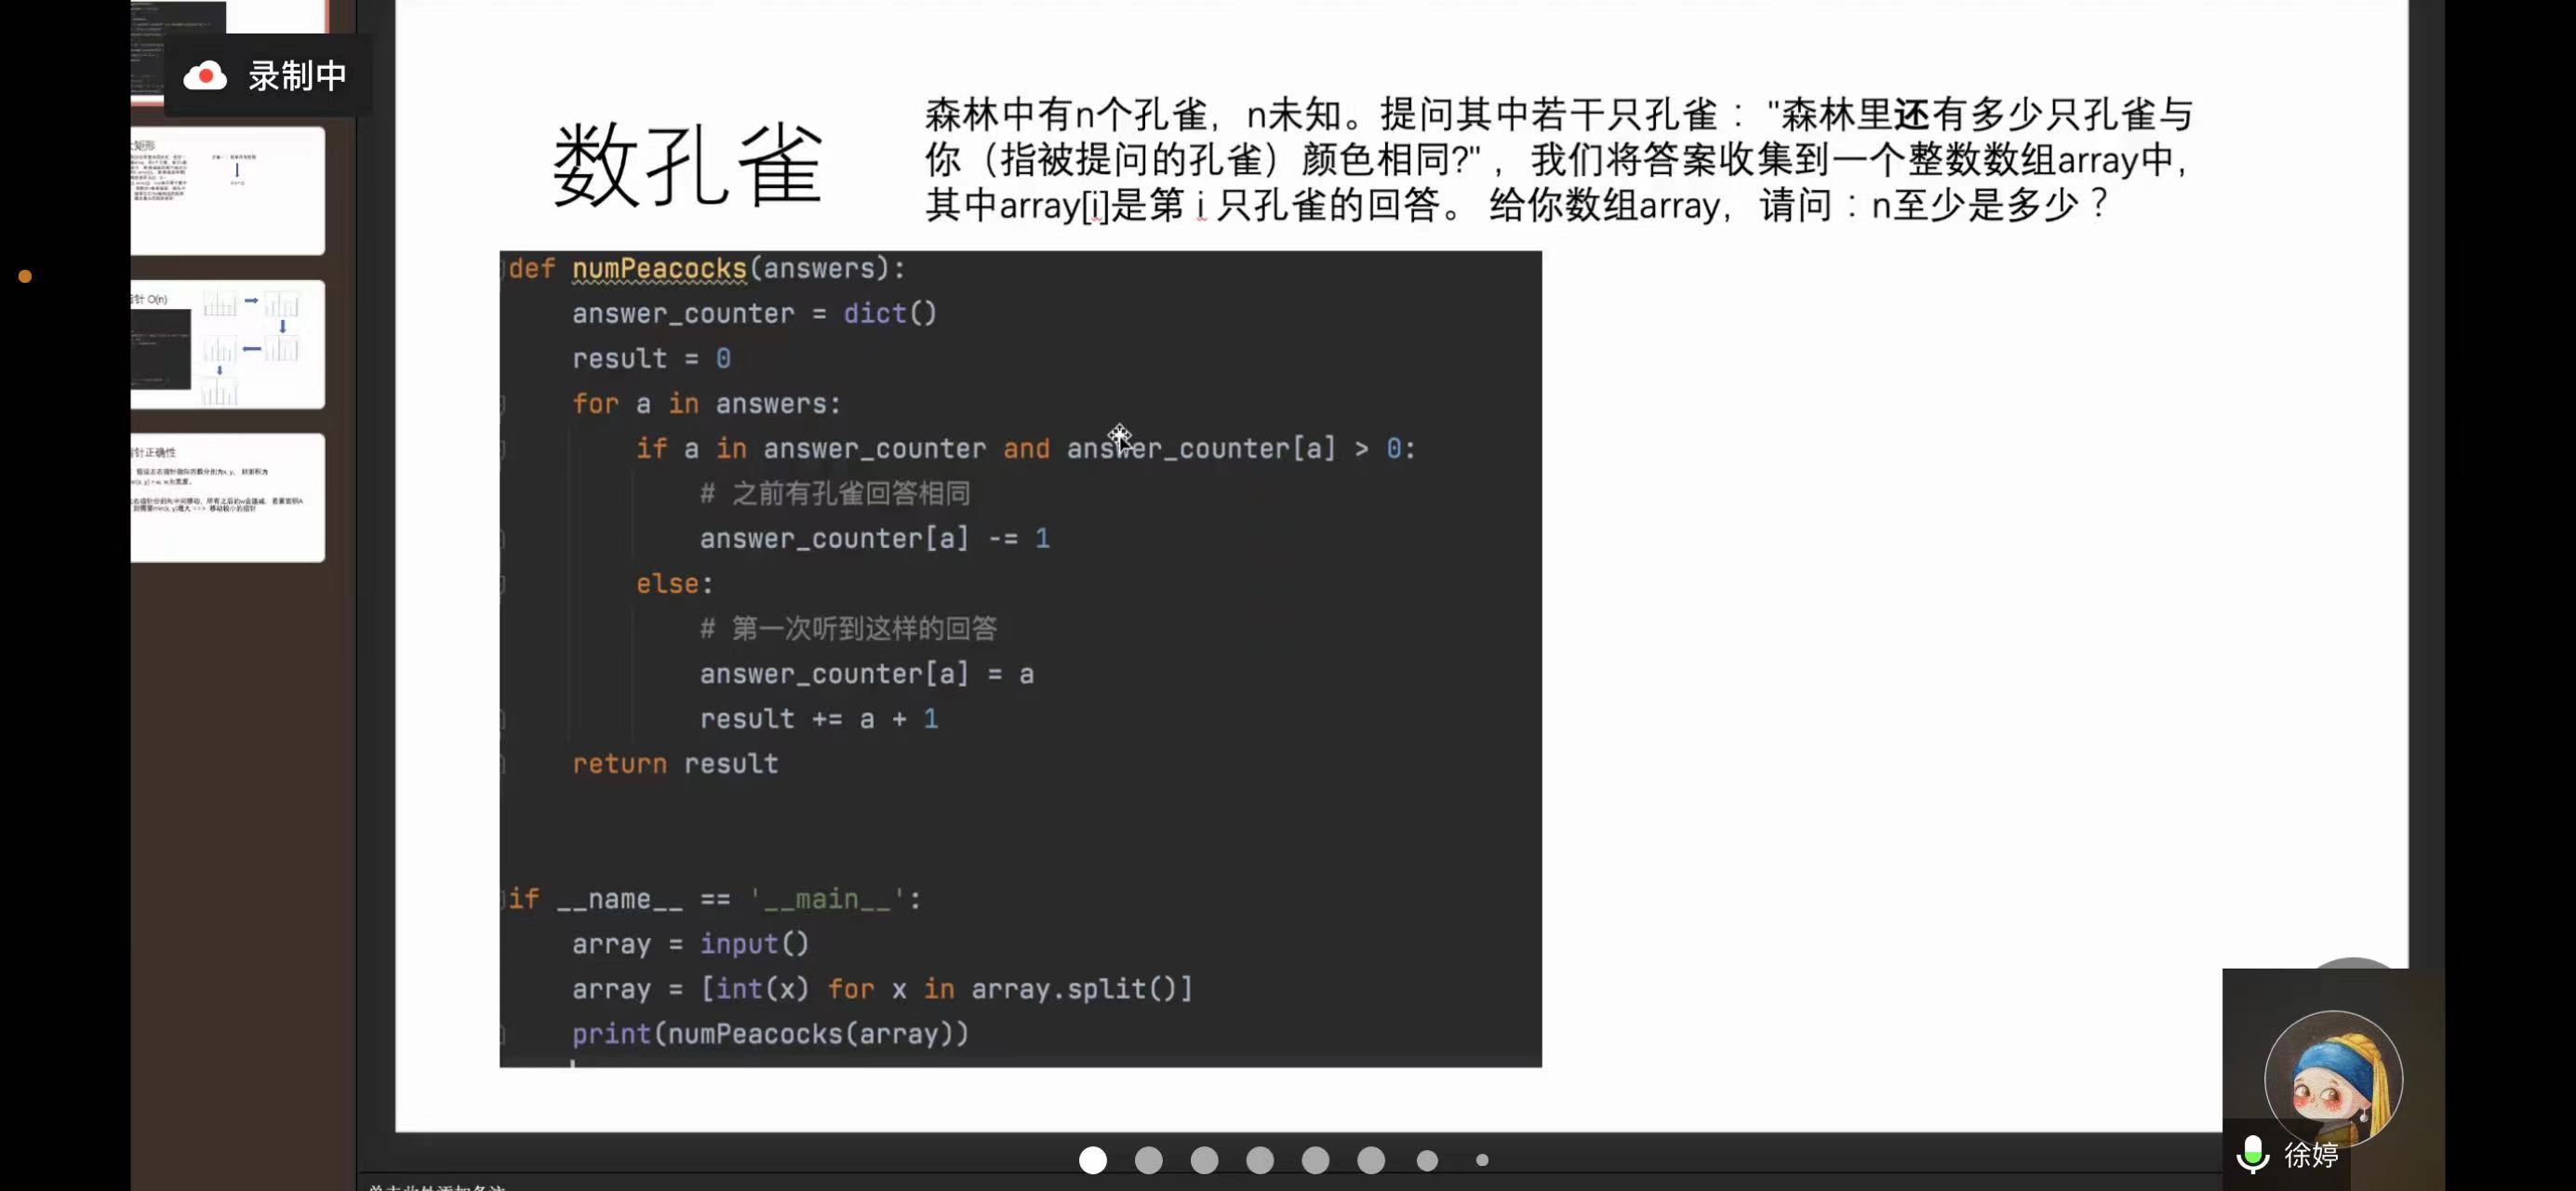 录制中
数孔雀
森林中有n个孔雀，n未知。提问其中若干只孔雀："森林里还有多少只孔雀与
你（指被提问的孔雀）颜色相同?"，我们将答案收集到一个整数数组array中，
其中array[i]是第 i 只孔雀的回答。 给你数组array，请问：n至少是多少？
def numPeacocks(answers):
    answer_counter = dict()
    result = 0
    for a in answers:
        if a in answer_counter and answer_counter[a] > 0:
            # 之前有孔雀回答相同
            answer_counter[a] -= 1
        else:
            # 第一次听到这样的回答
            answer_counter[a] = a
            result += a + 1
    return result
if __name__ == '__main__':
    array = input()
    array = [int(x) for x in array.split()]
    print(numPeacocks(array))
矩形
针 O(n)
针正确性
徐婷